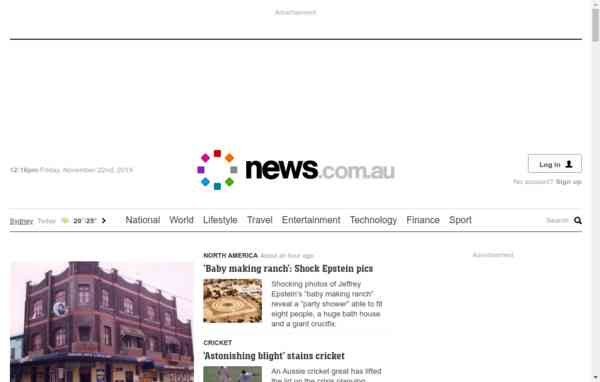 Advertisement
12:16pm Friday, November 22nd, 2019
news.com.au
Log in
No account? Sign up
Sydney Today 20° 25°
National World Lifestyle Travel Entertainment Technology Finance Sport
Search
NORTH AMERICA About an hour ago
'Baby making ranch': Shock Epstein pics
Shocking photos of Jeffrey
Epstein's "baby making ranch"
reveal a "party shower" able to fit
eight people, a huge bath house
and a giant crucifix.
Advertisement
CRICKET
'Astonishing blight' stains cricket
An Aussie cricket great has lifted
the lid on the crisis